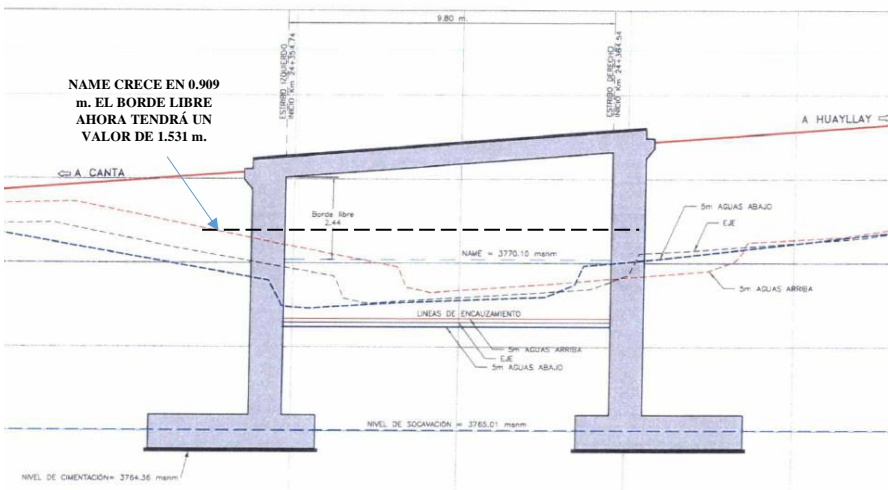 9.80 m.
ESTRIBO IZQUIERDO
INICIO Km 24+354.74
ESTRIBO DERECHO
INICIO Km 24+364.54
NAME CRECE EN 0.909
m. EL BORDE LIBRE
AHORA TENDRÁ UN
VALOR DE 1.531 m.
A HUAYLLAY
A CANTA
Borde libre
2.44
5m AGUAS ABAJO
EJE
NAME = 3770.10 msnm
5m AGUAS ARRIBA
LINEAS DE ENCAUZAMIENTO
5m AGUAS ARRIBA
EJE
5m AGUAS ABAJO
NIVEL DE SOCAVACIÓN = 3765.01 msnm
NIVEL DE CIMENTACIÓN= 3764.36 msnm